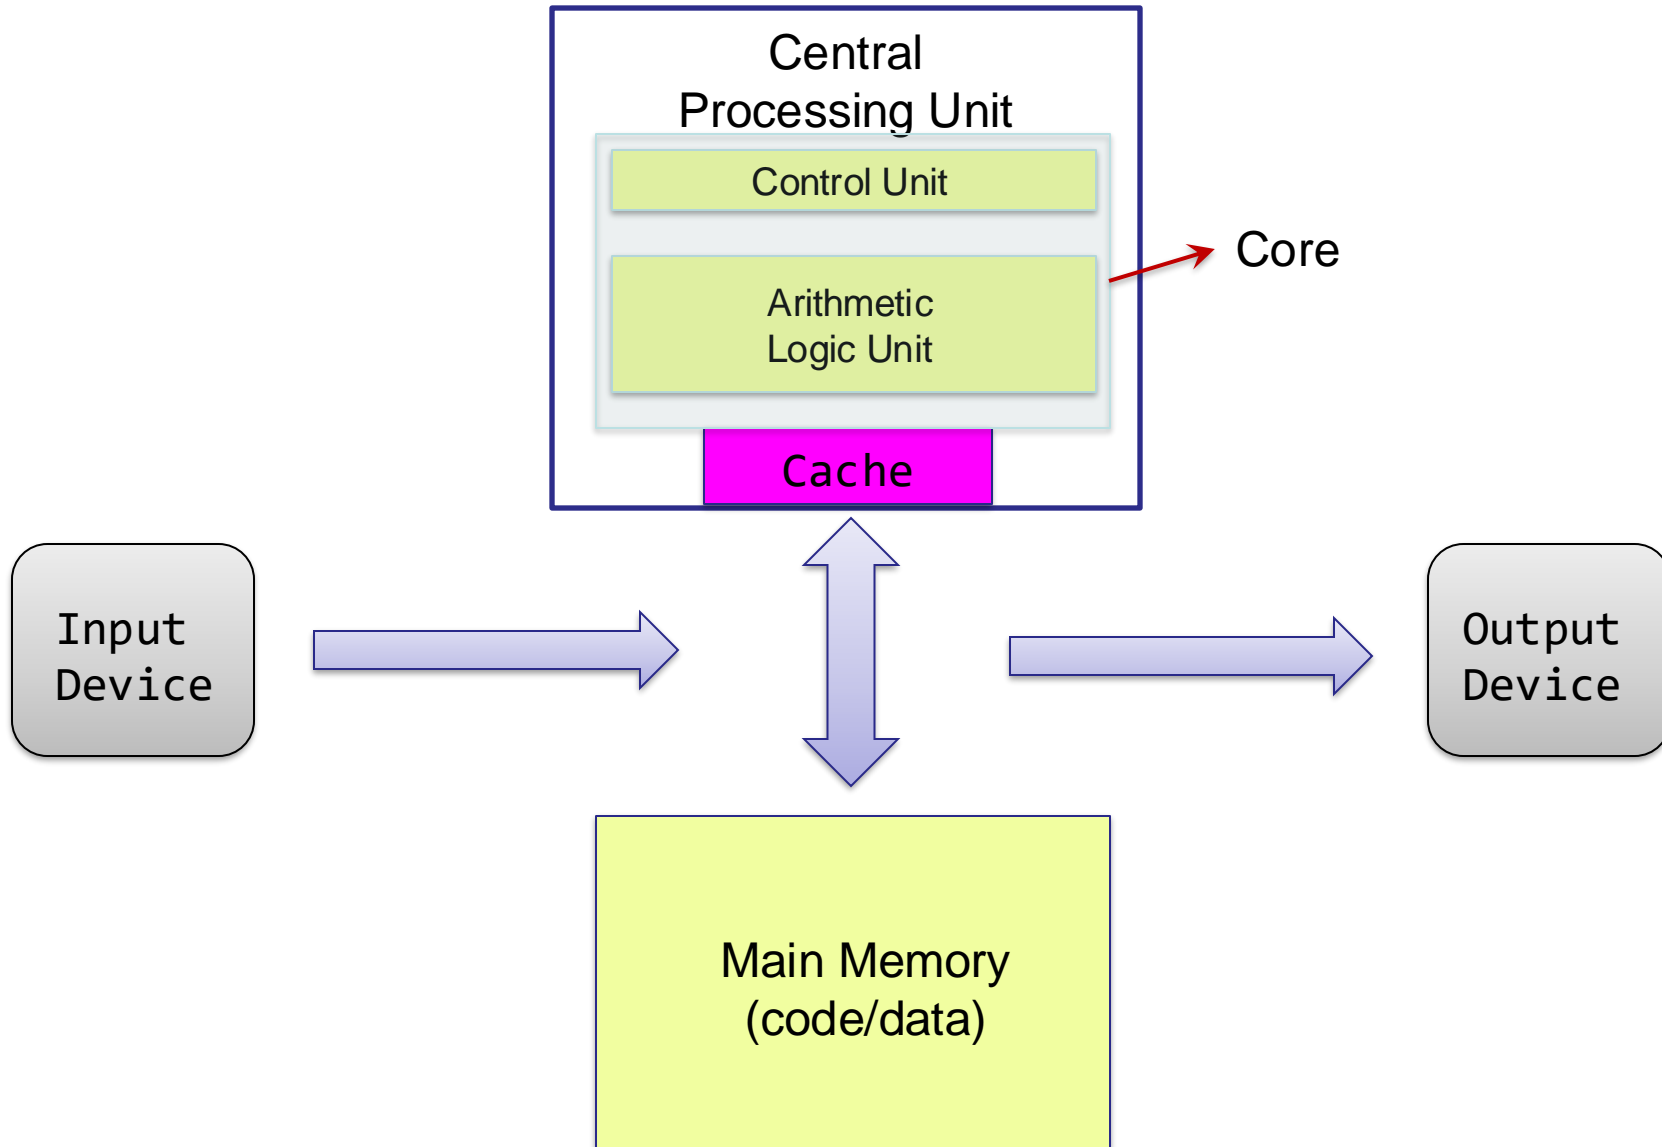 Central
Processing Unit
Control Unit
Arithmetic
Logic Unit
Core
Cache
Input
Device
Output
Device
Main Memory
(code/data)